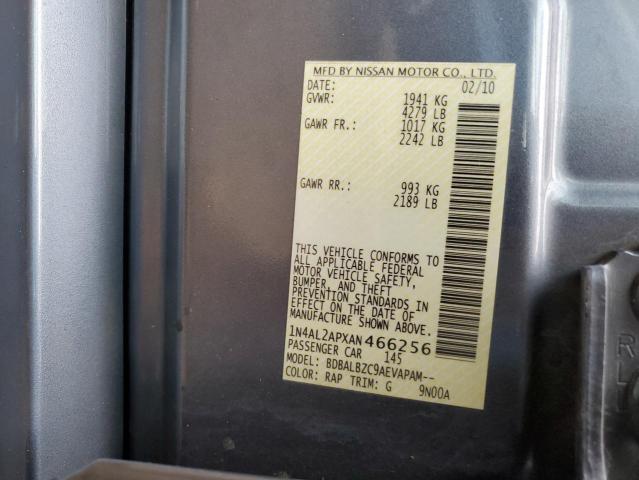 MFD BY NISSAN MOTOR CO., LTD.
DATE: 02/10
GVWR: 1941 KG
4279 LB
GAWR FR.: 1017 KG
2242 LB
GAWR RR.: 993 KG
2189 LB
THIS VEHICLE CONFORMS TO
ALL APPLICABLE FEDERAL
MOTOR VEHICLE SAFETY,
BUMPER, AND THEFT
PREVENTION STANDARDS IN
EFFECT ON THE DATE OF
MANUFACTURE SHOWN ABOVE.
1N4AL2APXAN466256
PASSENGER CAR 145
MODEL: BDBALBZC9AEVAPAM--
COLOR: RAP TRIM: G 9N00A